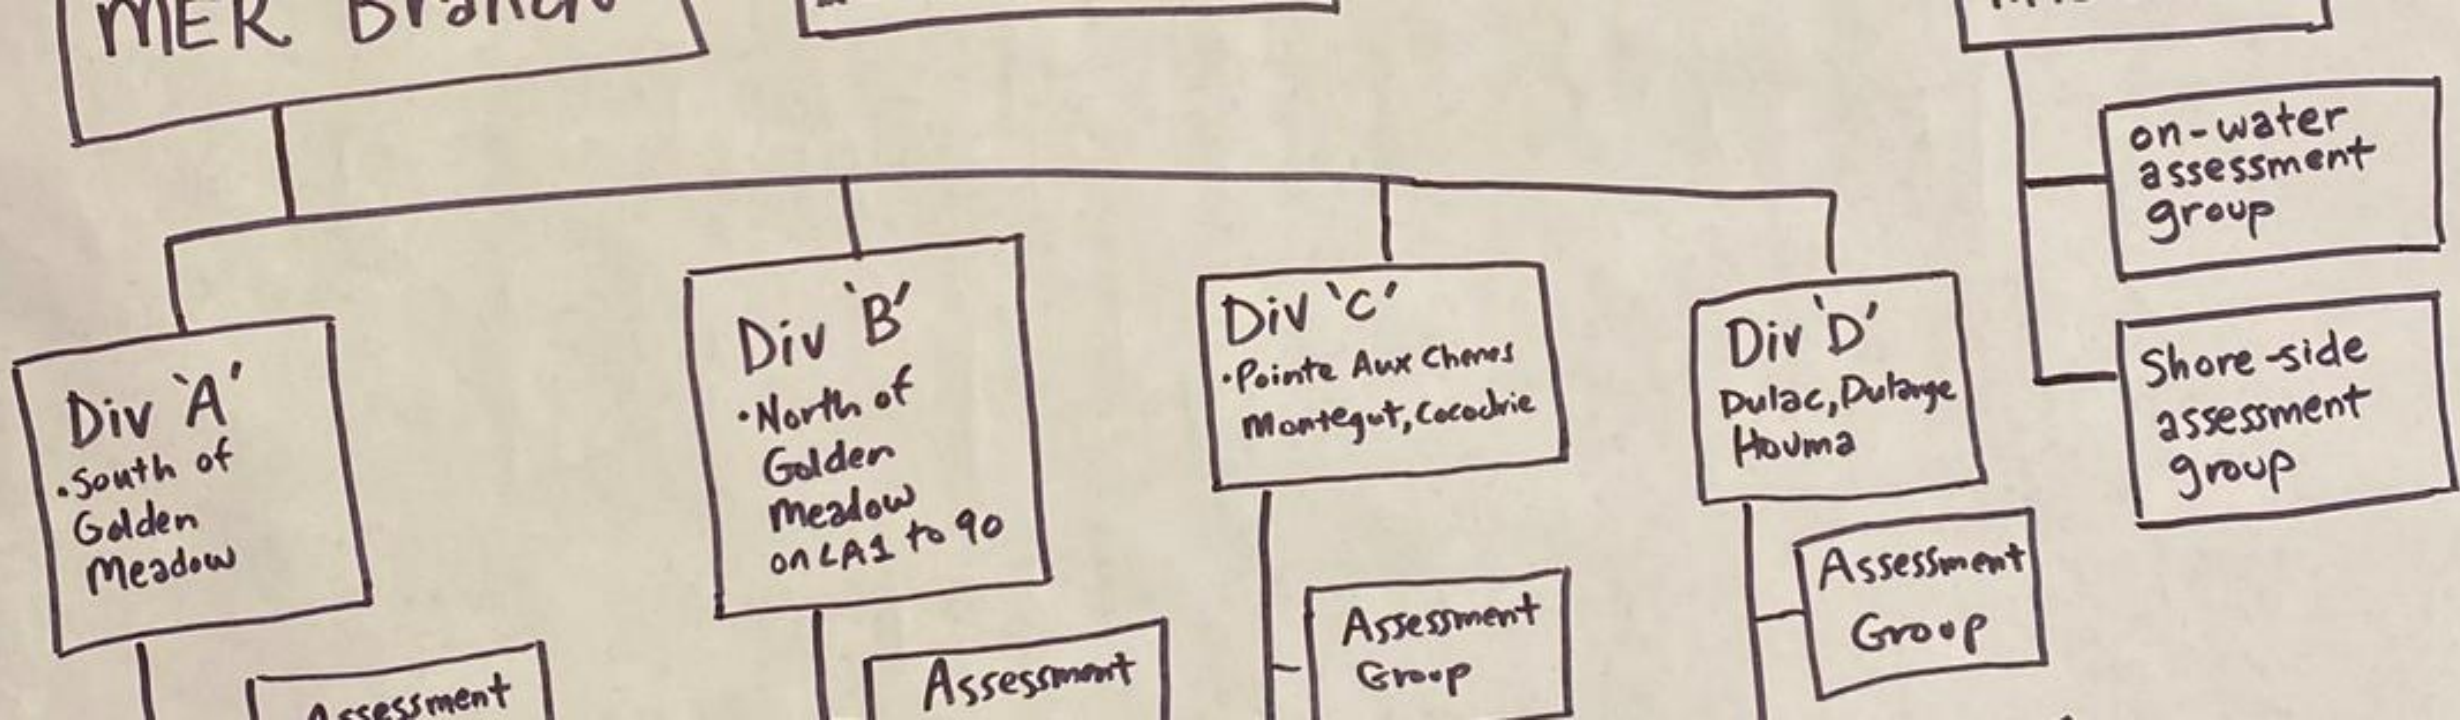 MER Branch
on-water
assessment
group
Shore-side
assessment
group
Div 'A'
•South of
Golden
Meadow
Div 'B'
•North of
Golden
Meadow
on LA1 to 90
Div 'C'
•Pointe Aux Chenes
Montegut, Cocodrie
Div 'D'
Dulac, Dularge
Houma
Assessment
Assessment
Assessment
Group
Assessment
Group